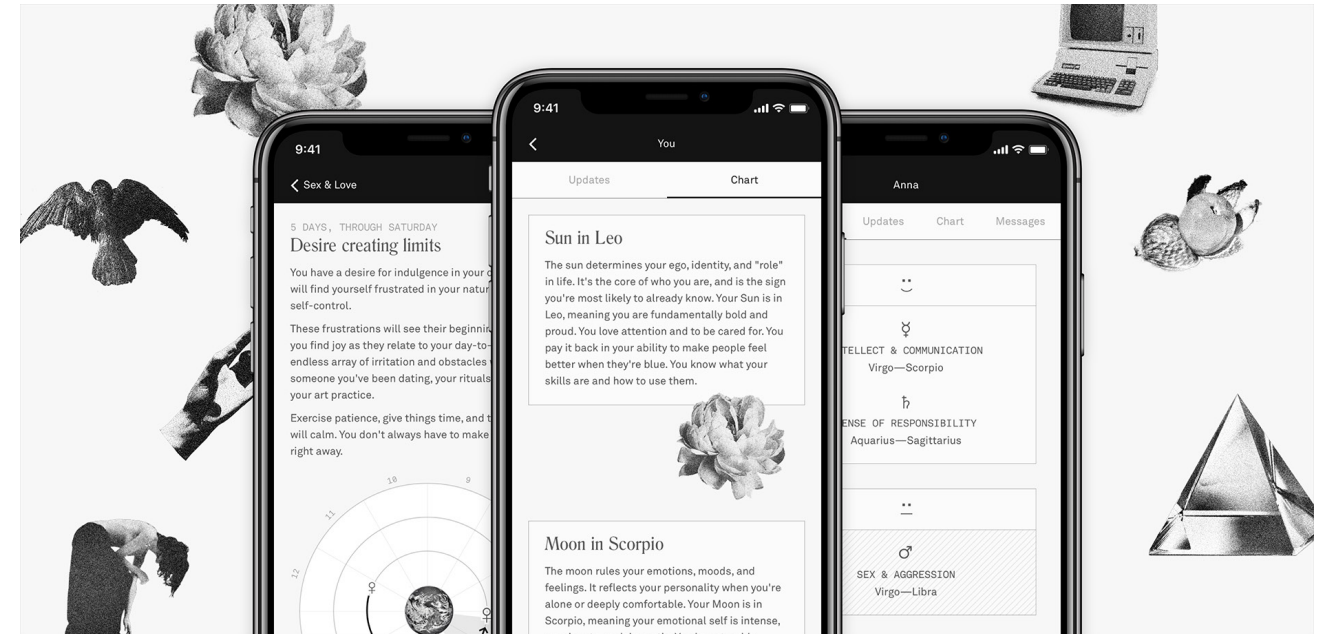 9:41
Sex & Love
5 DAYS, THROUGH SATURDAY
Desire creating limits
You have a desire for indulgence in your
will find yourself frustrated in your
self-control.
These frustrations will see their
you find joy as they relate to your day-to-
endless array of irritation and obstacles
someone you've been dating, your rituals
your art practice.
Exercise patience, give things time, and
will calm. You don't always have to make
right away.
10
9
11
12
9:41
You
Updates
Chart
Sun in Leo
The sun determines your ego, identity, and "role"
in life. It's the core of who you are, and is the sign
you're most likely to already know. Your Sun is in
Leo, meaning you are fundamentally bold and
proud. You love attention and to be cared for. You
pay it back in your ability to make people feel
better when they're blue. You know what your
skills are and how to use them.
Moon in Scorpio
The moon rules your emotions, moods, and
feelings. It reflects your personality when you're
alone or deeply comfortable. Your Moon is in
Scorpio, meaning your emotional self is intense,
Anna
Updates
Chart
Messages
☿
TELLECT & COMMUNICATION
Virgo—Scorpio
♄
ENSE OF RESPONSIBILITY
Aquarius—Sagittarius
♂
SEX & AGGRESSION
Virgo—Libra